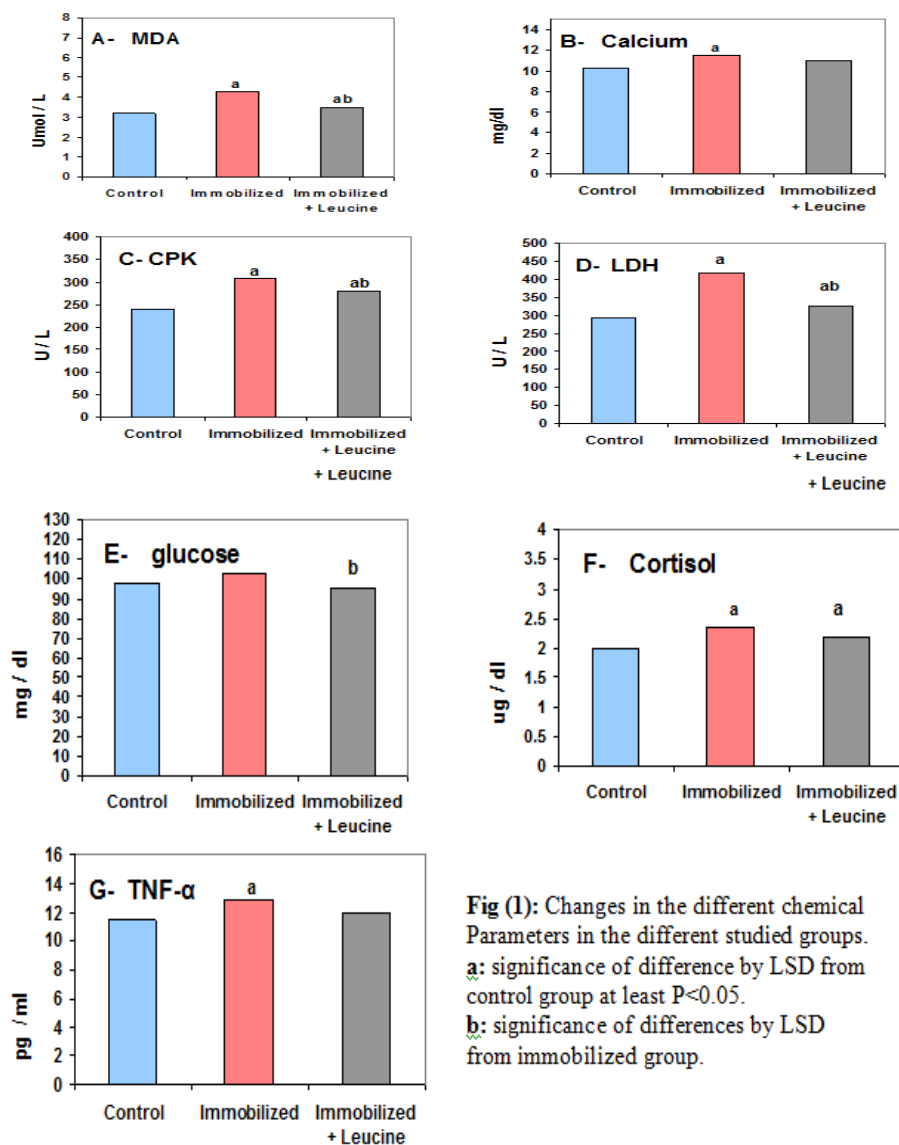 A- MDA
Umol / L
8
7
6
5
4
3
2
1
0
a
ab
Control Immobilized Immobilized
+ Leucine
B- Calcium
mg/dl
14
12
10
8
6
4
2
0
a
Control Immobilized Immobilized
+ Leucine
C- CPK
U / L
400
350
300
250
200
150
100
50
0
a
ab
Control Immobilized Immobilized
+ Leucine
+ Leucine
D- LDH
U / L
500
450
400
350
300
250
200
150
100
50
0
a
ab
Control Immobilized Immobilized
+ Leucine
+ Leucine
E- glucose
mg / dl
130
120
110
100
90
80
70
60
50
40
30
20
10
0
b
Control Immobilized Immobilized
+ Leucine
F- Cortisol
ug / dl
4
3.5
3
2.5
2
1.5
1
0.5
0
a
a
Control Immobilized Immobilized
+ Leucine
G- TNF-α
pg / ml
16
14
12
10
8
6
4
2
0
a
Control Immobilized Immobilized
+ Leucine
Fig (1): Changes in the different chemical
Parameters in the different studied groups.
a: significance of difference by LSD from
control group at least P<0.05.
b: significance of differences by LSD
from immobilized group.